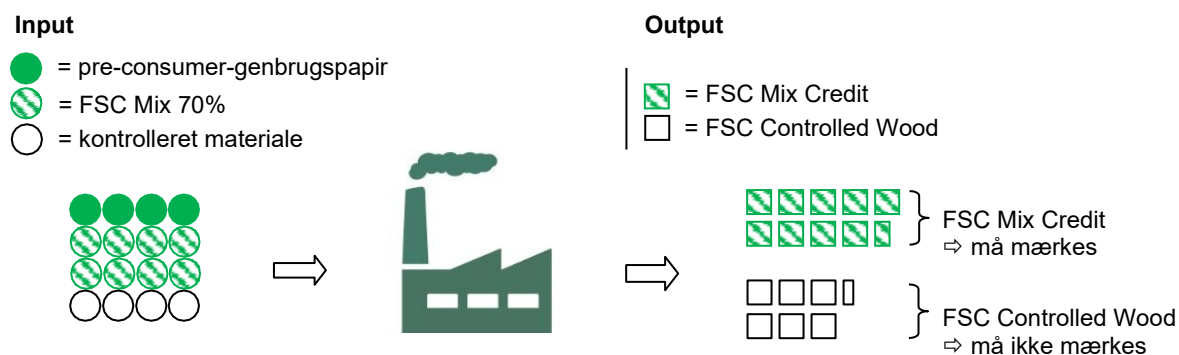 Input
= pre-consumer-genbrugspapir
= FSC Mix 70%
= kontrolleret materiale
Output
= FSC Mix Credit
= FSC Controlled Wood
FSC Mix Credit
⇨ må mærkes
FSC Controlled Wood
⇨ må ikke mærkes